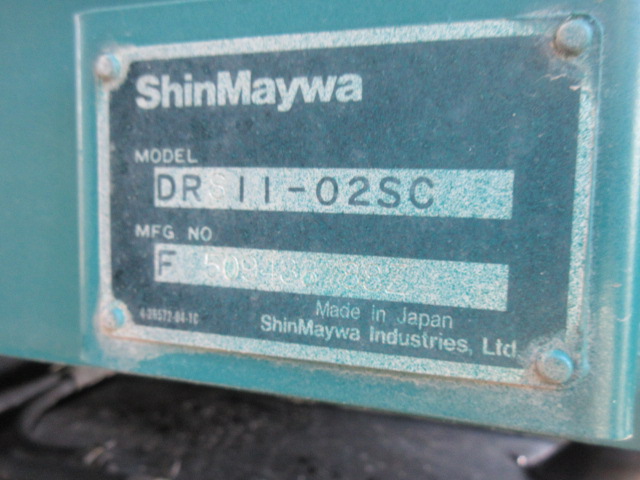 ShinMaywa
MODEL
DR 11-02SC
MFG NO
F
Made in Japan
ShinMaywa Industries, Ltd